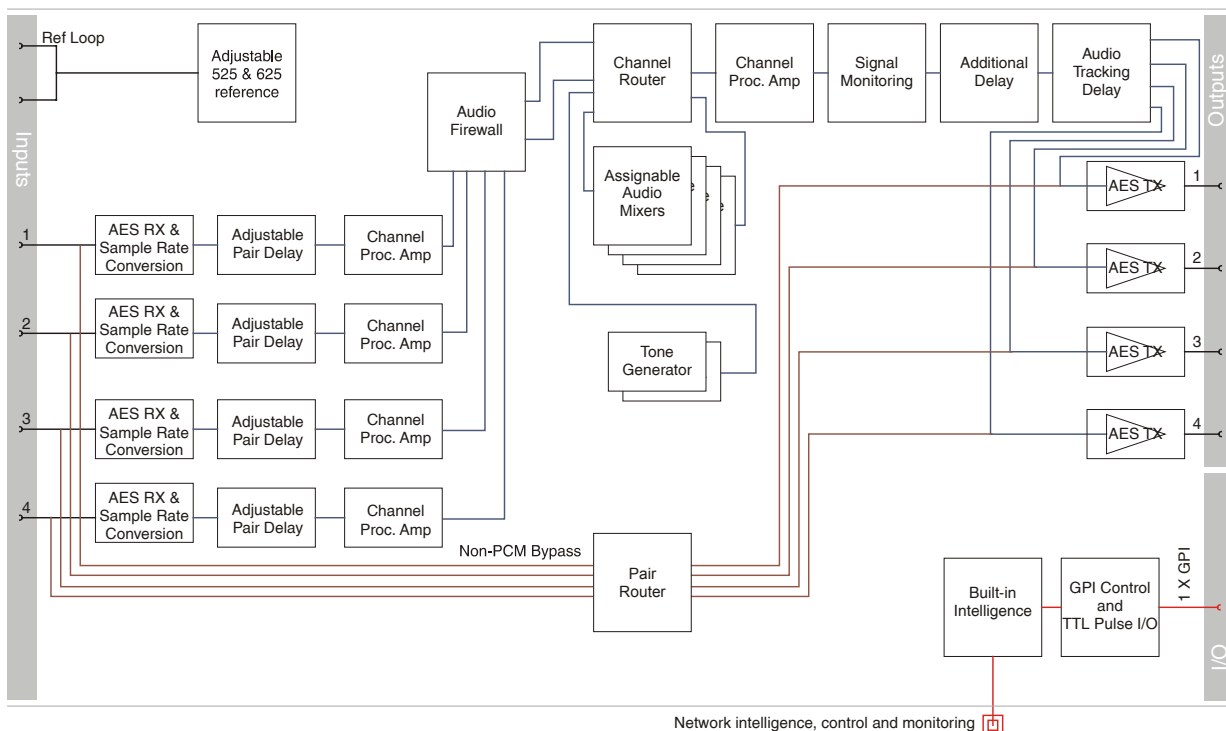 Ref Loop
Adjustable
525 & 625
reference
Inputs
Audio
Firewall
Channel
Router
Channel
Proc. Amp
Signal
Monitoring
Additional
Delay
Audio
Tracking
Delay
Outputs
Assignable
Audio
Mixers
e
e
e
1
AES RX &
Sample Rate
Conversion
Adjustable
Pair Delay
Channel
Proc. Amp
2
AES RX &
Sample Rate
Conversion
Adjustable
Pair Delay
Channel
Proc. Amp
3
AES RX &
Sample Rate
Conversion
Adjustable
Pair Delay
Channel
Proc. Amp
4
AES RX &
Sample Rate
Conversion
Adjustable
Pair Delay
Channel
Proc. Amp
Tone
Generator
r
AES TX
1
AES TX
2
AES TX
3
AES TX
4
Non-PCM Bypass
Pair
Router
Built-in
Intelligence
GPI Control
and
TTL Pulse I/O
1 X GPI
I/O
Network intelligence, control and monitoring